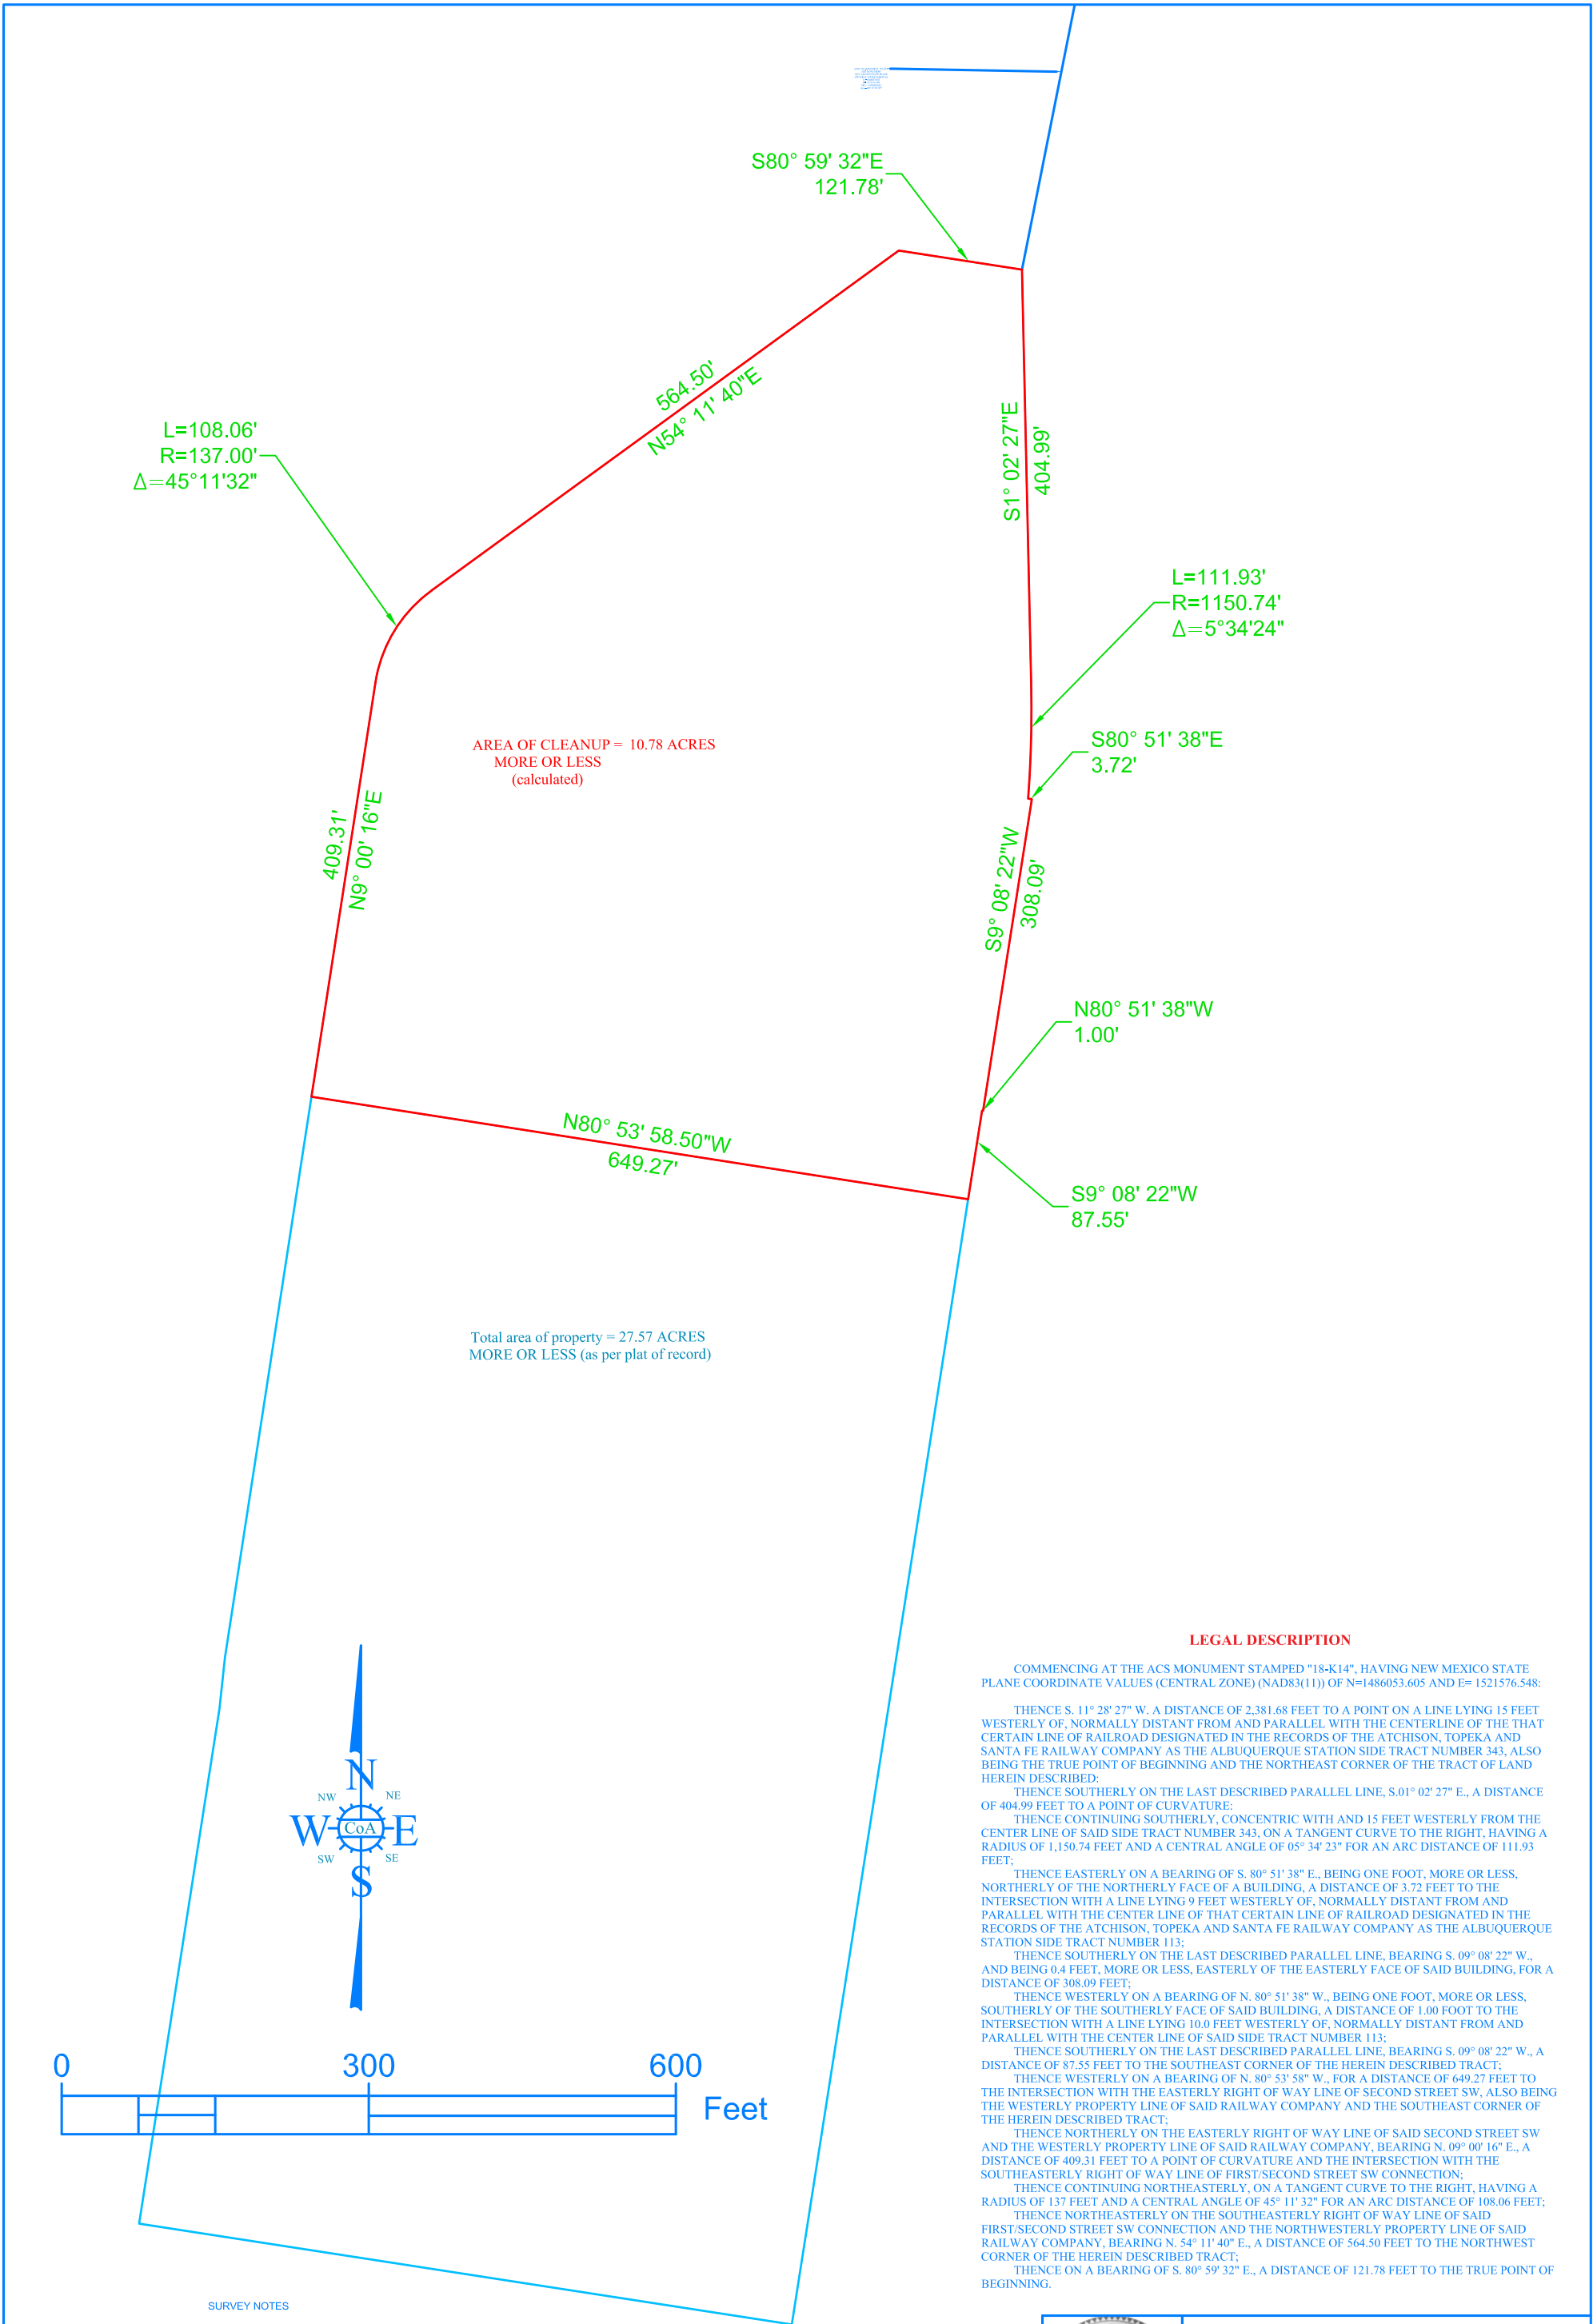 S80° 59' 32"E
121.78'
564.50'
N54° 11' 40"E
L=108.06'
R=137.00'
Δ=45°11'32"
S1° 02' 27"E
404.99'
L=111.93'
R=1150.74'
Δ=5°34'24"
S80° 51' 38"E
3.72'
AREA OF CLEANUP = 10.78 ACRES
MORE OR LESS
(calculated)
409.31'
N9° 00' 16"E
S9° 08' 22"W
308.09'
N80° 51' 38"W
1.00'
N80° 53' 58.50"W
649.27'
S9° 08' 22"W
87.55'
Total area of property = 27.57 ACRES
MORE OR LESS (as per plat of record)
N
NW
NE
W
CoA
E
SW
SE
S
0
300
600
Feet
SURVEY NOTES
LEGAL DESCRIPTION
COMMENCING AT THE ACS MONUMENT STAMPED "18-K14", HAVING NEW MEXICO STATE
PLANE COORDINATE VALUES (CENTRAL ZONE) (NAD83(11)) OF N=1486053.605 AND E= 1521576.548:
THENCE S. 11° 28' 27" W. A DISTANCE OF 2,381.68 FEET TO A POINT ON A LINE LYING 15 FEET
WESTERLY OF, NORMALLY DISTANT FROM AND PARALLEL WITH THE CENTERLINE OF THE THAT
CERTAIN LINE OF RAILROAD DESIGNATED IN THE RECORDS OF THE ATCHISON, TOPEKA AND
SANTA FE RAILWAY COMPANY AS THE ALBUQUERQUE STATION SIDE TRACT NUMBER 343, ALSO
BEING THE TRUE POINT OF BEGINNING AND THE NORTHEAST CORNER OF THE TRACT OF LAND
HEREIN DESCRIBED:
THENCE SOUTHERLY ON THE LAST DESCRIBED PARALLEL LINE, S.01° 02' 27" E., A DISTANCE
OF 404.99 FEET TO A POINT OF CURVATURE:
THENCE CONTINUING SOUTHERLY, CONCENTRIC WITH AND 15 FEET WESTERLY FROM THE
CENTER LINE OF SAID SIDE TRACT NUMBER 343, ON A TANGENT CURVE TO THE RIGHT, HAVING A
RADIUS OF 1,150.74 FEET AND A CENTRAL ANGLE OF 05° 34' 23" FOR AN ARC DISTANCE OF 111.93
FEET;
THENCE EASTERLY ON A BEARING OF S. 80° 51' 38" E., BEING ONE FOOT, MORE OR LESS,
NORTHERLY OF THE NORTHERLY FACE OF A BUILDING, A DISTANCE OF 3.72 FEET TO THE
INTERSECTION WITH A LINE LYING 9 FEET WESTERLY OF, NORMALLY DISTANT FROM AND
PARALLEL WITH THE CENTER LINE OF THAT CERTAIN LINE OF RAILROAD DESIGNATED IN THE
RECORDS OF THE ATCHISON, TOPEKA AND SANTA FE RAILWAY COMPANY AS THE ALBUQUERQUE
STATION SIDE TRACT NUMBER 113;
THENCE SOUTHERLY ON THE LAST DESCRIBED PARALLEL LINE, BEARING S. 09° 08' 22" W.,
AND BEING 0.4 FEET, MORE OR LESS, EASTERLY OF THE EASTERLY FACE OF SAID BUILDING, FOR A
DISTANCE OF 308.09 FEET;
THENCE WESTERLY ON A BEARING OF N. 80° 51' 38" W., BEING ONE FOOT, MORE OR LESS,
SOUTHERLY OF THE SOUTHERLY FACE OF SAID BUILDING, A DISTANCE OF 1.00 FOOT TO THE
INTERSECTION WITH A LINE LYING 10.0 FEET WESTERLY OF, NORMALLY DISTANT FROM AND
PARALLEL WITH THE CENTER LINE OF SAID SIDE TRACT NUMBER 113;
THENCE SOUTHERLY ON THE LAST DESCRIBED PARALLEL LINE, BEARING S. 09° 08' 22" W., A
DISTANCE OF 87.55 FEET TO THE SOUTHEAST CORNER OF THE HEREIN DESCRIBED TRACT;
THENCE WESTERLY ON A BEARING OF N. 80° 53' 58" W., FOR A DISTANCE OF 649.27 FEET TO
THE INTERSECTION WITH THE EASTERLY RIGHT OF WAY LINE OF SECOND STREET SW, ALSO BEING
THE WESTERLY PROPERTY LINE OF SAID RAILWAY COMPANY AND THE SOUTHEAST CORNER OF
THE HEREIN DESCRIBED TRACT;
THENCE NORTHERLY ON THE EASTERLY RIGHT OF WAY LINE OF SAID SECOND STREET SW
AND THE WESTERLY PROPERTY LINE OF SAID RAILWAY COMPANY, BEARING N. 09° 00' 16" E., A
DISTANCE OF 409.31 FEET TO A POINT OF CURVATURE AND THE INTERSECTION WITH THE
SOUTHEASTERLY RIGHT OF WAY LINE OF FIRST/SECOND STREET SW CONNECTION;
THENCE CONTINUING NORTHEASTERLY, ON A TANGENT CURVE TO THE RIGHT, HAVING A
RADIUS OF 137 FEET AND A CENTRAL ANGLE OF 45° 11' 32" FOR AN ARC DISTANCE OF 108.06 FEET;
THENCE NORTHEASTERLY ON THE SOUTHEASTERLY RIGHT OF WAY LINE OF SAID
FIRST/SECOND STREET SW CONNECTION AND THE NORTHWESTERLY PROPERTY LINE OF SAID
RAILWAY COMPANY, BEARING N. 54° 11' 40" E., A DISTANCE OF 564.50 FEET TO THE NORTHWEST
CORNER OF THE HEREIN DESCRIBED TRACT;
THENCE ON A BEARING OF S. 80° 59' 32" E., A DISTANCE OF 121.78 FEET TO THE TRUE POINT OF
BEGINNING.